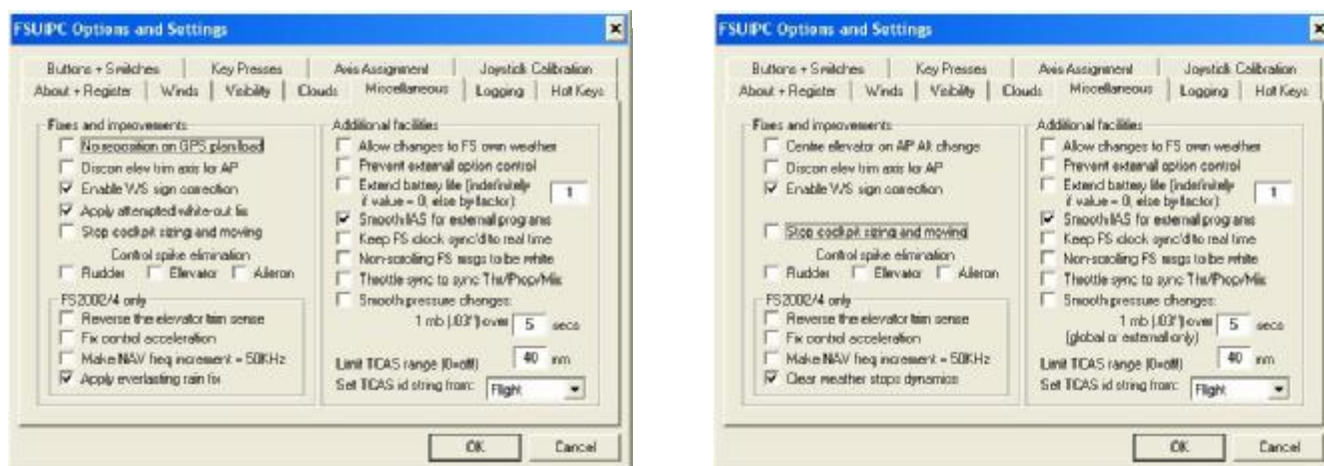 FSUIPC Options and Settings
Buttons + Switches
Key Presses
Axis Assignment
Joystick Calibration
About + Register
Winds
Visibility
Clouds
Miscellaneous
Logging
Hot Keys
Fixes and improvements
No reposition on GPS plan load
Discon elev trim axis for AP
Enable V/S sign correction
Apply attempted white-out fix
Stop cockpit sizing and moving
Control spike elimination
Rudder
Elevator
Aileron
FS2002/4 only
Reverse the elevator trim sense
Fix control acceleration
Make NAV freq increment = 50KHz
Apply everlasting rain fix
Additional facilities
Allow changes to FS own weather
Prevent external option control
Extend battery life (indefinitely
if value = 0, else by factor)
1
Smooth IAS for external programs
Keep FS clock sync'd to real time
Non-scrolling FS msgs to be white
Throttle sync to sync Thr/Prop/Mix
Smooth pressure changes:
1 mb (.03") over 5 secs
Limit TCAS range (0=off) 40 nm
Set TCAS id string from: Flight
OK
Cancel
FSUIPC Options and Settings
Buttons + Switches
Key Presses
Axis Assignment
Joystick Calibration
About + Register
Winds
Visibility
Clouds
Miscellaneous
Logging
Hot Keys
Fixes and improvements
Centre elevator on AP Alt change
Discon elev trim axis for AP
Enable V/S sign correction
Stop cockpit sizing and moving
Control spike elimination
Rudder
Elevator
Aileron
FS2002/4 only
Reverse the elevator trim sense
Fix control acceleration
Make NAV freq increment = 50KHz
Clear weather stops dynamics
Additional facilities
Allow changes to FS own weather
Prevent external option control
Extend battery life (indefinitely
if value = 0, else by factor)
1
Smooth IAS for external programs
Keep FS clock sync'd to real time
Non-scrolling FS msgs to be white
Throttle sync to sync Thr/Prop/Mix
Smooth pressure changes:
1 mb (.03") over 5 secs
(global or external only)
Limit TCAS range (0=off) 40 nm
Set TCAS id string from: Flight
OK
Cancel